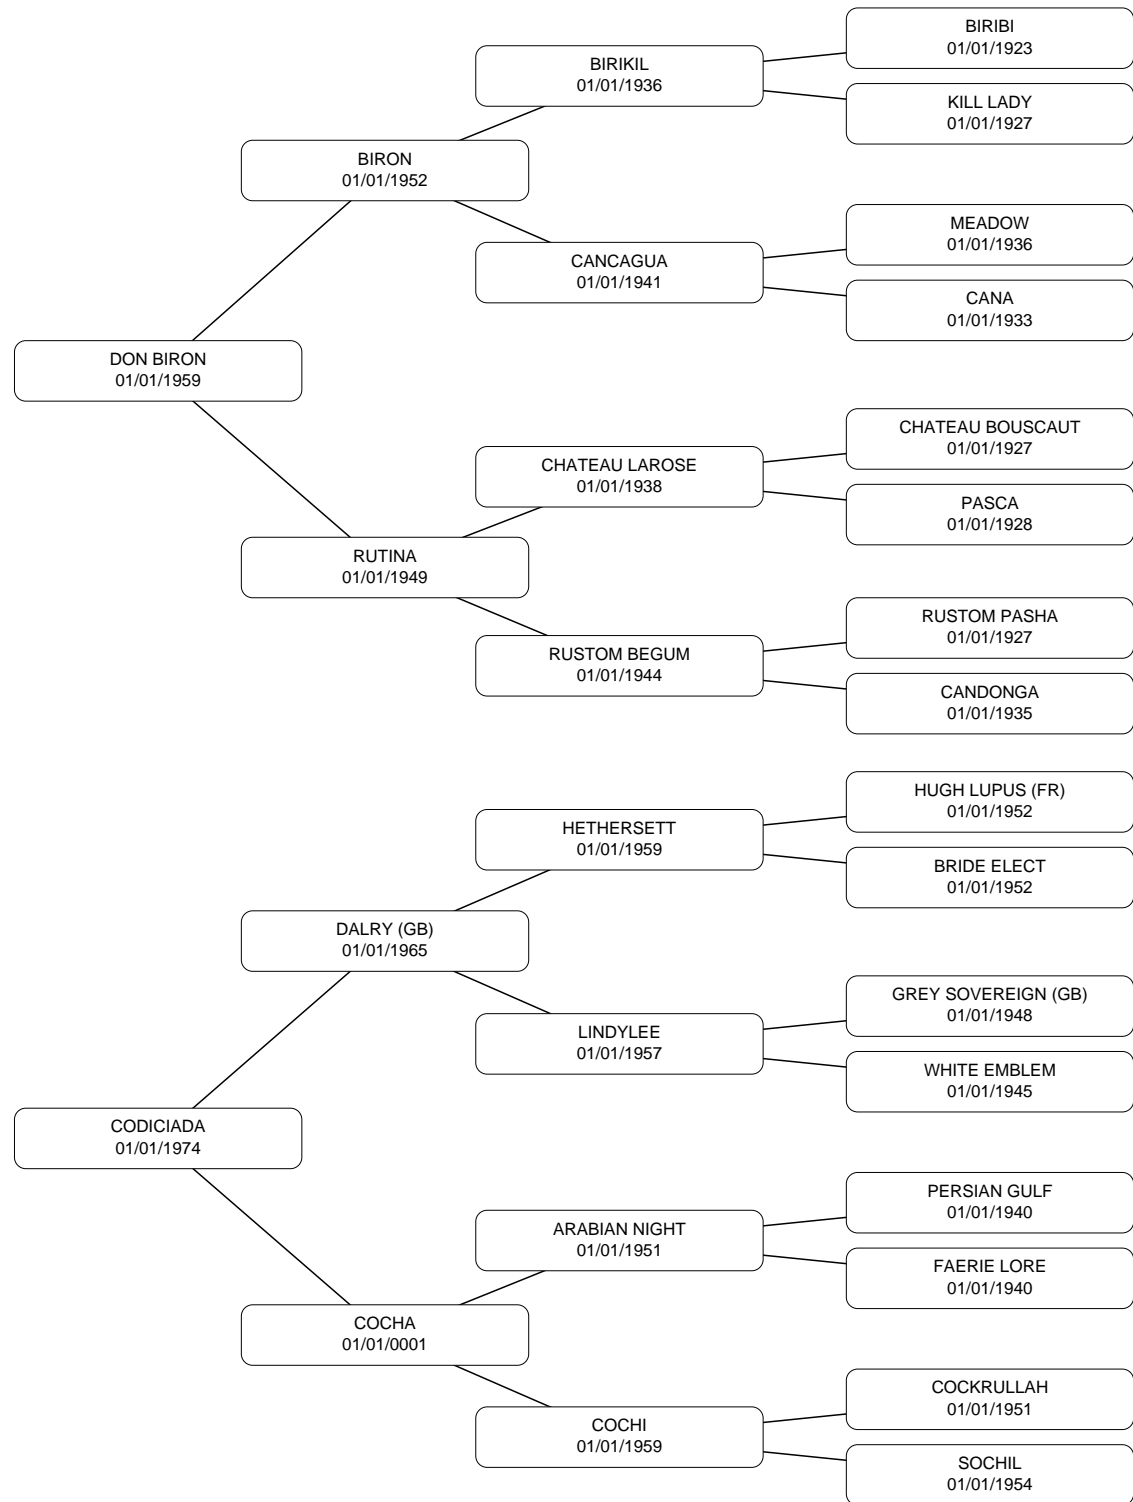 BIRIBI
01/01/1923
BIRIKIL
01/01/1936
KILL LADY
01/01/1927
BIRON
01/01/1952
MEADOW
01/01/1936
CANCAGUA
01/01/1941
CANA
01/01/1933
DON BIRON
01/01/1959
CHATEAU BOUSCAUT
01/01/1927
CHATEAU LAROSE
01/01/1938
PASCA
01/01/1928
RUTINA
01/01/1949
RUSTOM PASHA
01/01/1927
RUSTOM BEGUM
01/01/1944
CANDONGA
01/01/1935
HUGH LUPUS (FR)
01/01/1952
HETHERSETT
01/01/1959
BRIDE ELECT
01/01/1952
DALRY (GB)
01/01/1965
GREY SOVEREIGN (GB)
01/01/1948
LINDYLEE
01/01/1957
WHITE EMBLEM
01/01/1945
CODICIADA
01/01/1974
PERSIAN GULF
01/01/1940
ARABIAN NIGHT
01/01/1951
FAERIE LORE
01/01/1940
COCHA
01/01/0001
COCKRULLAH
01/01/1951
COCHI
01/01/1959
SOCHIL
01/01/1954